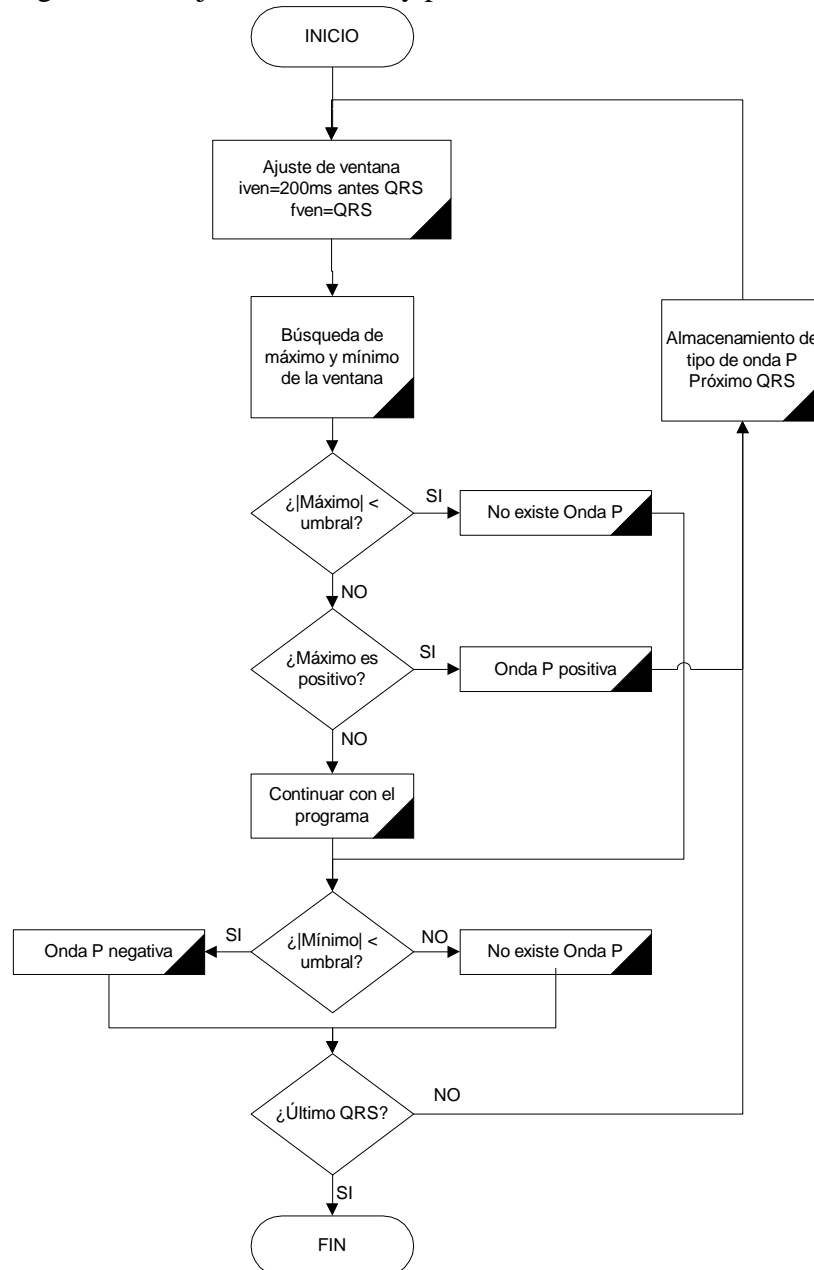 INICIO
Ajuste de ventana
iven=200ms antes QRS
fven=QRS
Búsqueda de
máximo y mínimo
de la ventana
Almacenamiento de
tipo de onda P
Próximo QRS
¿|Máximo| <
umbral?
SI
No existe Onda P
NO
¿Máximo es
positivo?
SI
Onda P positiva
NO
Continuar con el
programa
Onda P negativa
SI
¿|Mínimo| <
umbral?
NO
No existe Onda P
¿Último QRS?
NO
SI
FIN